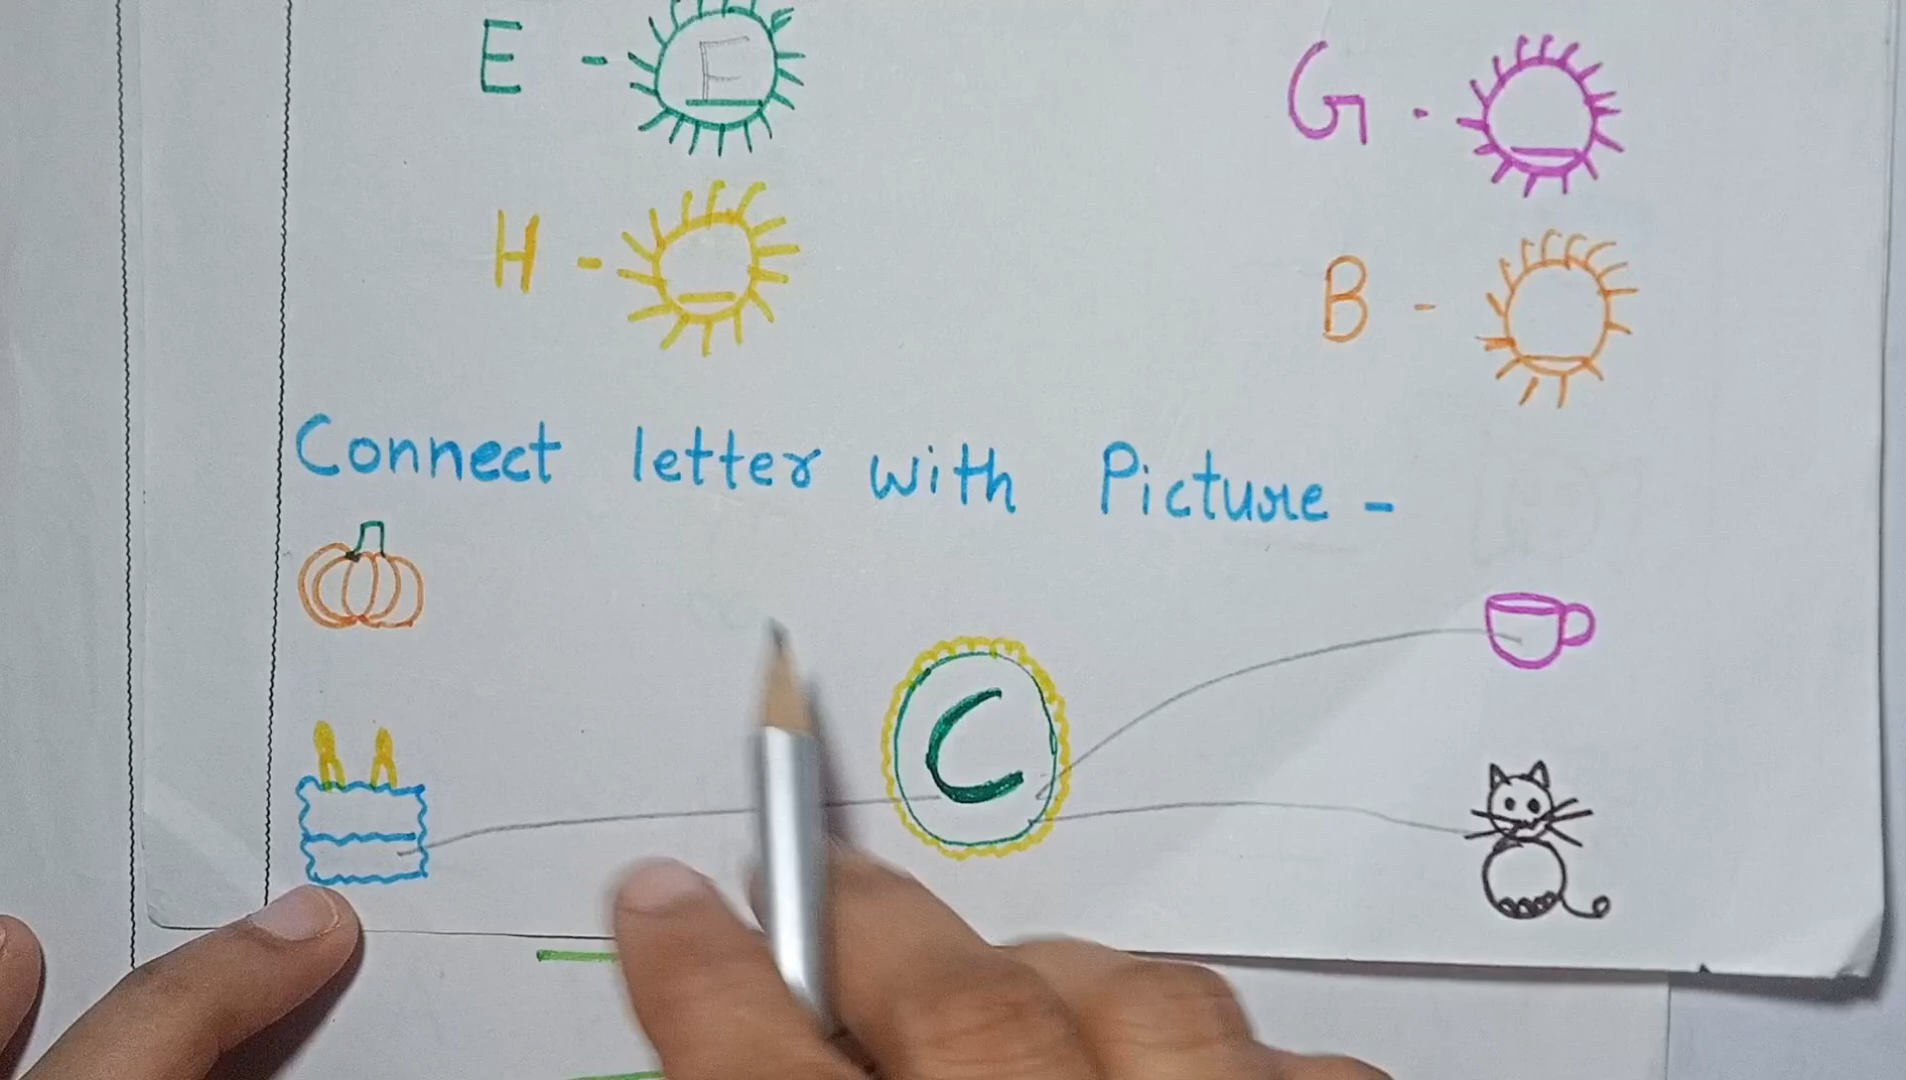 E - E
G -
H -
B -
Connect letter with Picture -
C